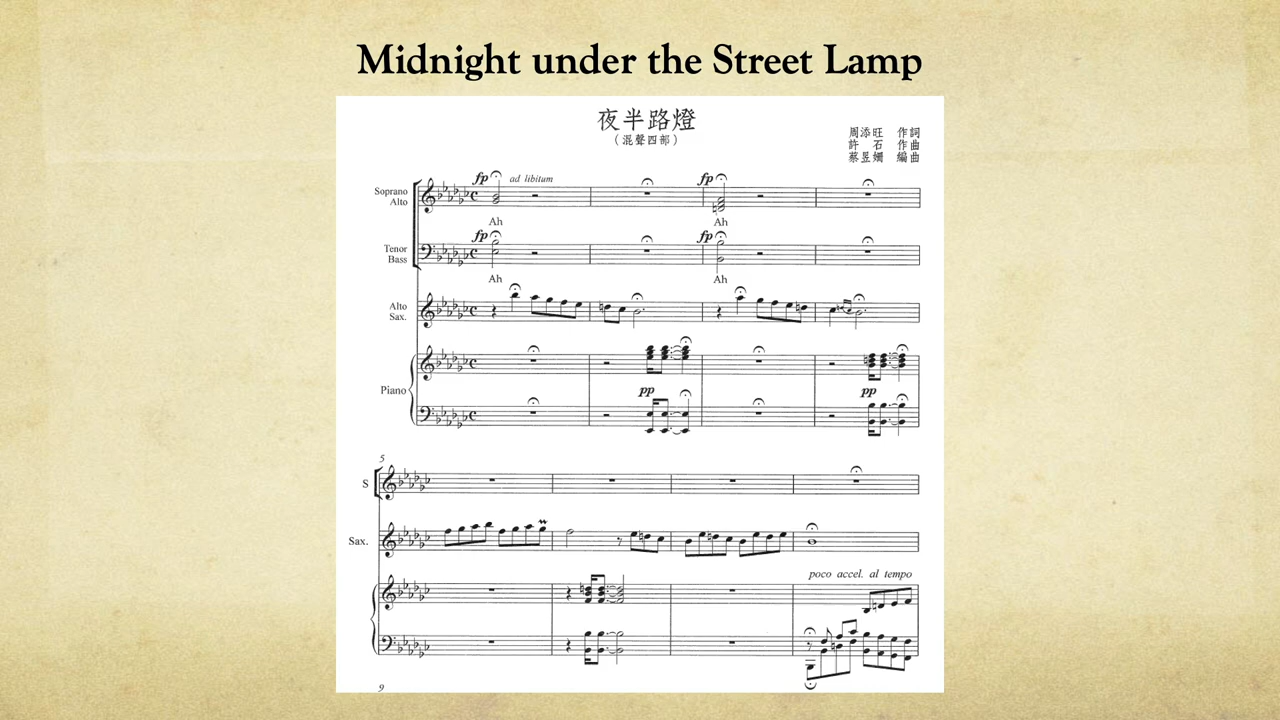 Midnight under the Street Lamp
夜半路燈
(混聲四部)
周添旺 作詞
許 石 作曲
蔡昱姍 編曲
fp ad libitum fp
Soprano
Alto
Ah Ah
fp fp
Tenor
Bass
Ah Ah
Alto
Sax.
Piano
pp pp
5
S
Sax.
poco accel. al tempo
9